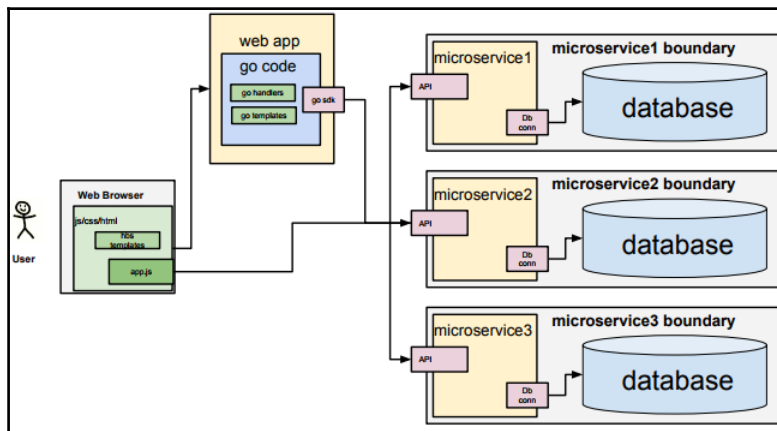 web app
go code
go handlers
go templates
go sdk
Web Browser
js/css/html
hbs
templates
app.js
User
microservice1 boundary
microservice1
API
Db
conn
database
microservice2 boundary
microservice2
API
Db
conn
database
microservice3 boundary
microservice3
API
Db
conn
database